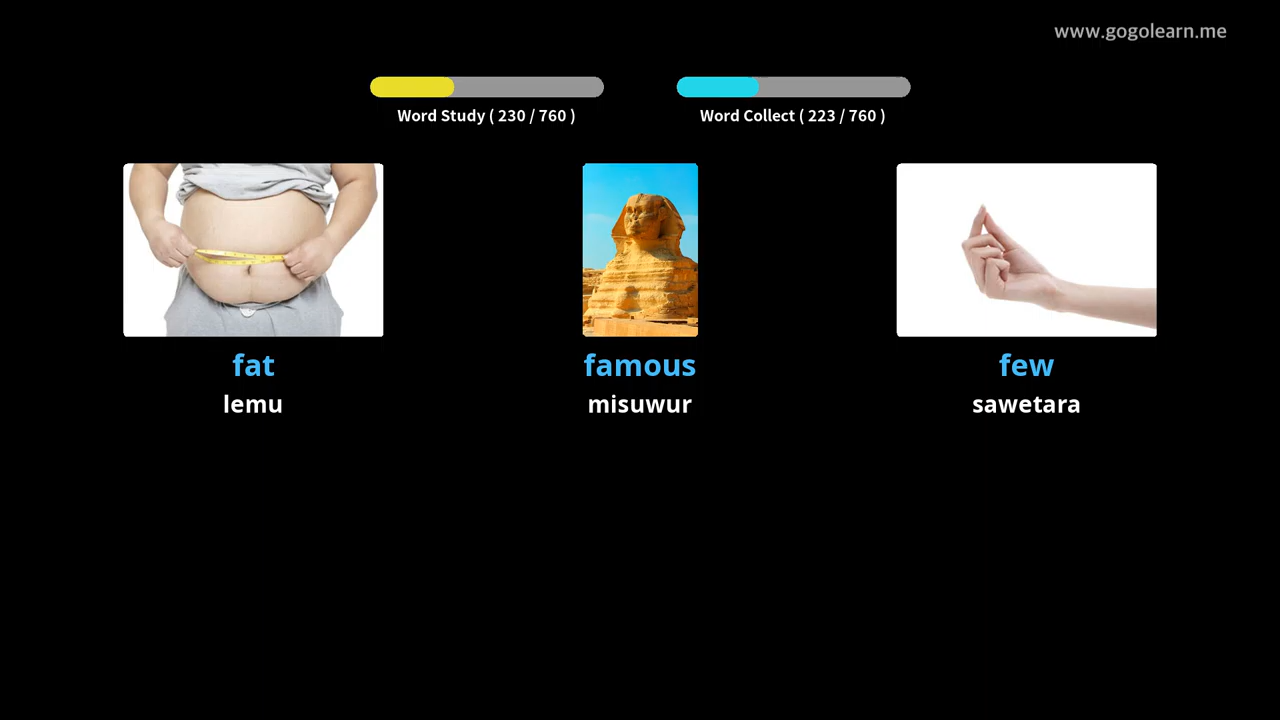 www.gogolearn.me
Word Study ( 230 / 760 )
Word Collect ( 223 / 760 )
fat
famous
few
lemu
misuwur
sawetara